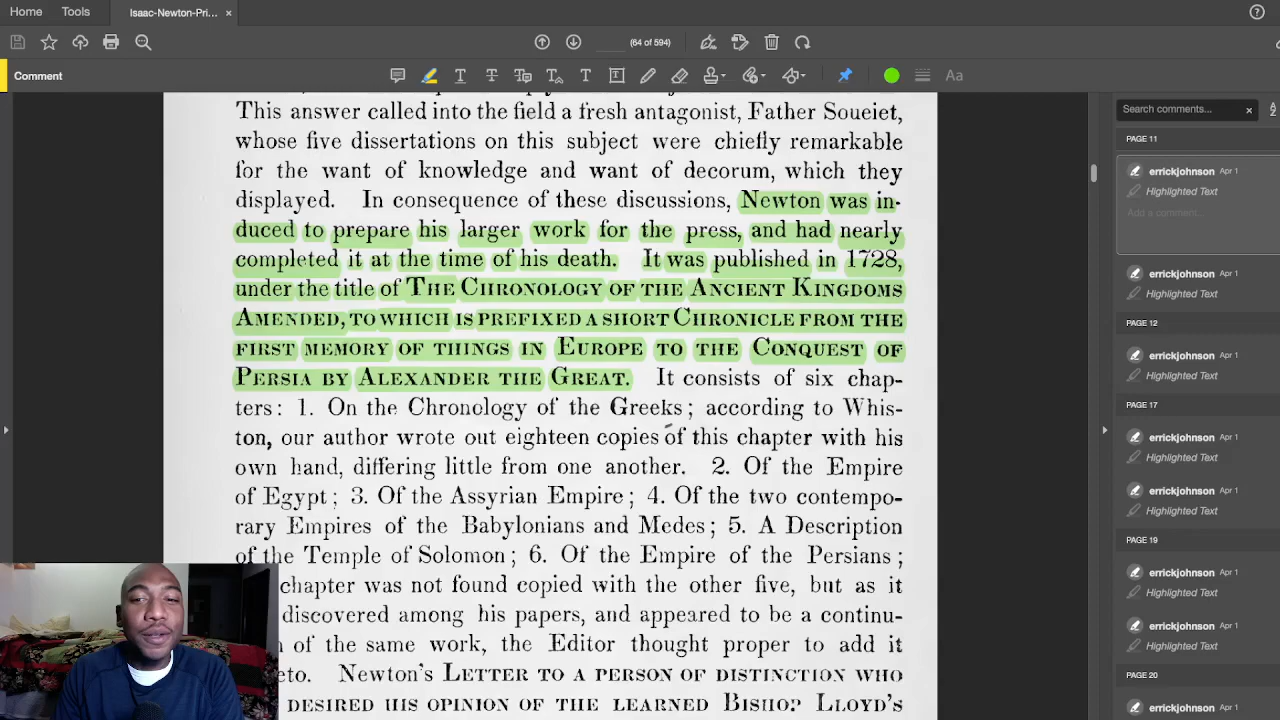 Home Tools Isaac-Newton-Pri... ×
(64 of 594)
Comment
Aa
This answer called into the field a fresh antagonist, Father Souciet,
whose five dissertations on this subject were chiefly remarkable
for the want of knowledge and want of decorum, which they
displayed. In consequence of these discussions, Newton was in-
duced to prepare his larger work for the press, and had nearly
completed it at the time of his death. It was published in 1728,
under the title of THE CHRONOLOGY OF THE ANCIENT KINGDOMS
AMENDED, TO WHICH IS PREFIXED A SHORT CHRONICLE FROM THE
FIRST MEMORY OF THINGS IN EUROPE TO THE CONQUEST OF
PERSIA BY ALEXANDER THE GREAT. It consists of six chap-
ters: 1. On the Chronology of the Greeks; according to Whis-
ton, our author wrote out eighteen copies of this chapter with his
own hand, differing little from one another. 2. Of the Empire
of Egypt; 3. Of the Assyrian Empire; 4. Of the two contempo-
rary Empires of the Babylonians and Medes; 5. A Description
of the Temple of Solomon; 6. Of the Empire of the Persians;
chapter was not found copied with the other five, but as it
discovered among his papers, and appeared to be a continu-
of the same work, the Editor thought proper to add it
Newton's LETTER TO A PERSON OF DISTINCTION WHO
DESIRED HIS OPINION OF THE LEARNED BISHOP LLOYD'S
Search comments... ×
PAGE 11
errickjohnson Apr 1
Highlighted Text
Add a comment...
errickjohnson Apr 1
Highlighted Text
PAGE 12
errickjohnson Apr 1
Highlighted Text
PAGE 17
errickjohnson Apr 1
Highlighted Text
errickjohnson Apr 1
Highlighted Text
PAGE 19
errickjohnson Apr 1
Highlighted Text
errickjohnson Apr 1
Highlighted Text
PAGE 20
errickjohnson Apr 1